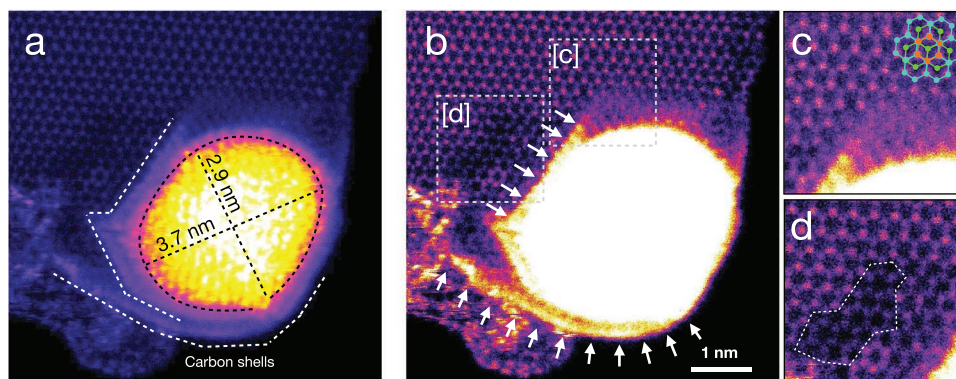 a
2.9 nm
3.7 nm
Carbon shells
b
[c]
[d]
1 nm
c
d